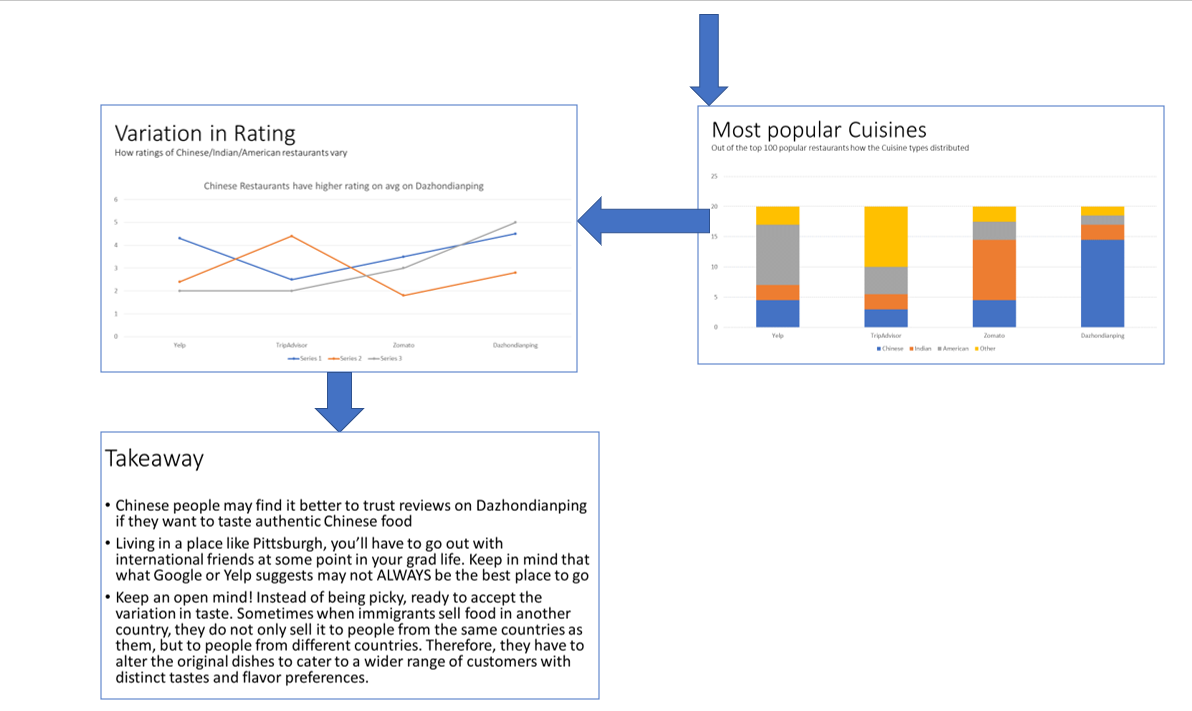 Variation in Rating
How ratings of Chinese/Indian/American restaurants vary
Chinese Restaurants have higher rating on avg on Dazhondianping
6
5
4
3
2
1
0
Yelp TripAdvisor Zomato Dazhondianping
Series 1 Series 2 Series 3
Most popular Cuisines
Out of the top 100 popular restaurants how the Cuisine types distributed
25
20
15
10
5
0
Yelp TripAdvisor Zomato Dazhondianping
Chinese Indian American Other
Takeaway
• Chinese people may find it better to trust reviews on Dazhondianping
if they want to taste authentic Chinese food
• Living in a place like Pittsburgh, you’ll have to go out with
international friends at some point in your grad life. Keep in mind that
what Google or Yelp suggests may not ALWAYS be the best place to go
• Keep an open mind! Instead of being picky, ready to accept the
variation in taste. Sometimes when immigrants sell food in another
country, they do not only sell it to people from the same countries as
them, but to people from different countries. Therefore, they have to
alter the original dishes to cater to a wider range of customers with
distinct tastes and flavor preferences.